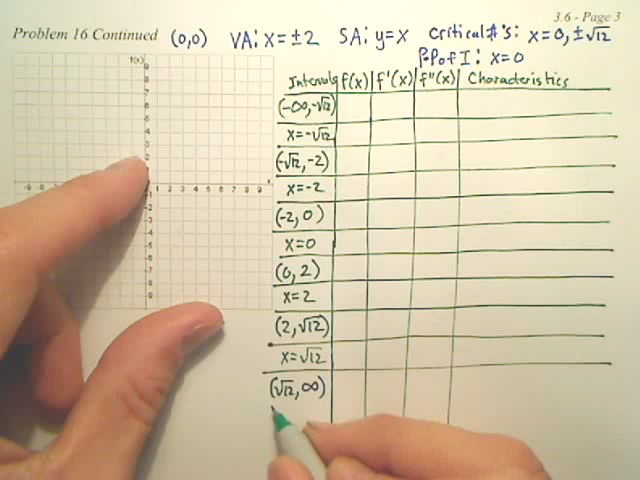 3.6 - Page 3
Problem 16 Continued (0,0) VA: x = ±2 SA: y = x Critical #'s: x = 0, ±√12
P.P. of I: x = 0
Intervals f(x) f'(x) f"(x) Characteristics
(-∞, -√12)
x = -√12
(-√12, -2)
x = -2
(-2, 0)
x = 0
(0, 2)
x = 2
(2, √12)
x = √12
(√12, ∞)